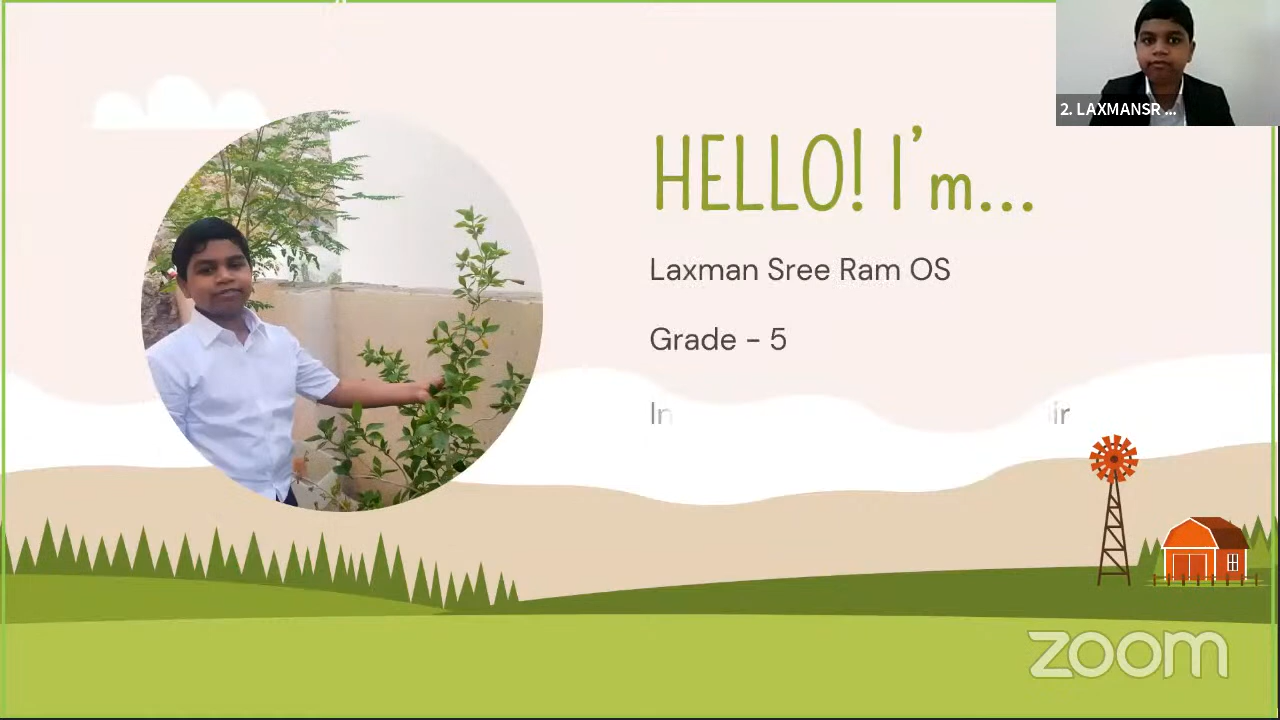 2. LAXMANSR ...
HELLO! I'm...
Laxman Sree Ram OS
Grade - 5
zoom